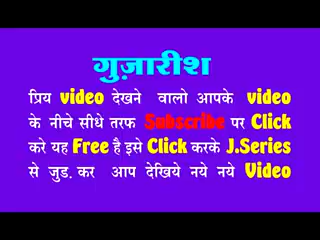 गुज़ारीश
प्रिय video देखने वालो आपके video
के नीचे सीधे तरफ Subscribe पर Click
करे यह Free है इसे Click करके J.Series
से जुड. कर आप देखिये नये नये Video